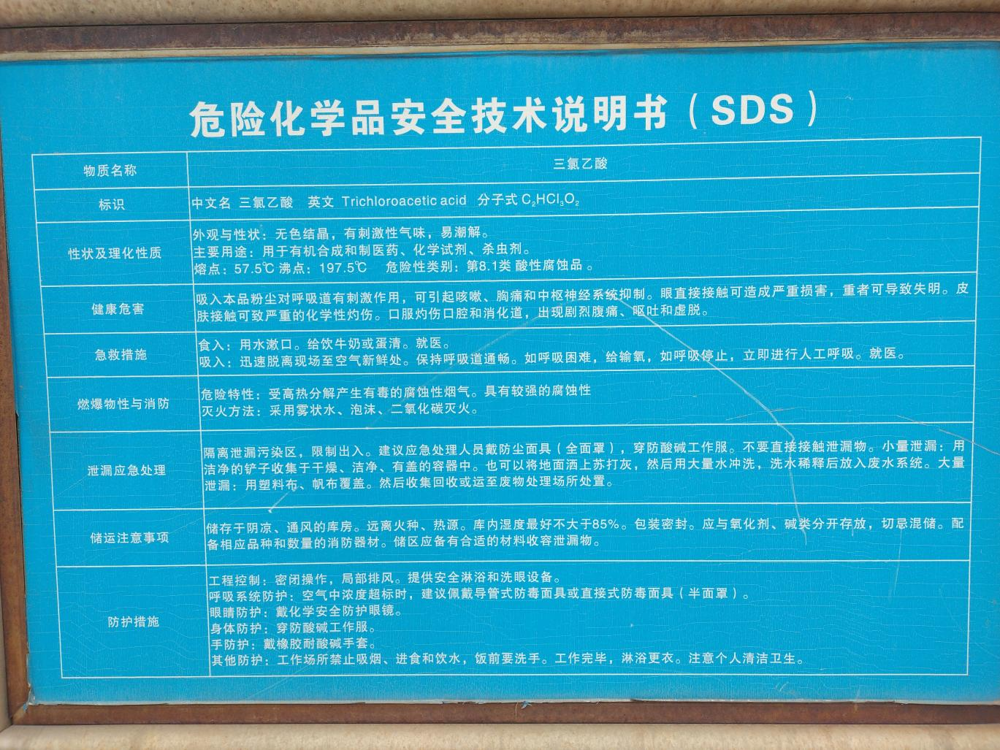 危险化学品安全技术说明书（SDS）
物质名称
三氯乙酸
标识
中文名 三氯乙酸 英文 Trichloroacetic acid 分子式 C₂HCl₃O₂
性状及理化性质
外观与性状：无色结晶，有刺激性气味，易潮解。
主要用途：用于有机合成和制医药、化学试剂、杀虫剂。
熔点：57.5℃ 沸点：197.5℃ 危险性类别：第8.1类 酸性腐蚀品 。
健康危害
吸入本品粉尘对呼吸道有刺激作用，可引起咳嗽、胸痛和中枢神经系统抑制。眼直接接触可造成严重损害，重者可导致失明。皮
肤接触可致严重的化学性灼伤。口服灼伤口腔和消化道，出现剧烈腹痛、呕吐和虚脱。
急救措施
食入：用水漱口。给饮牛奶或蛋清。就医。
吸入：迅速脱离现场至空气新鲜处。保持呼吸道通畅。如呼吸困难，给输氧，如呼吸停止，立即进行人工呼吸。就医。
燃爆物性与消防
危险特性：受高热分解产生有毒的腐蚀性烟气。具有较强的腐蚀性
灭火方法：采用雾状水、泡沫、二氧化碳灭火。
泄漏应急处理
隔离泄漏污染区，限制出入。建议应急处理人员戴防尘面具（全面罩），穿防酸碱工作服。不要直接接触泄漏物。小量泄漏：用
洁净的铲子收集于干燥、洁净、有盖的容器中。也可以将地面洒上苏打灰，然后用大量水冲洗，洗水稀释后放入废水系统。大量
泄漏：用塑料布、帆布覆盖。然后收集回收或运至废物处理场所处置。
储运注意事项
储存于阴凉、通风的库房。远离火种、热源。库内湿度最好不大于85%。包装密封。应与氧化剂、碱类分开存放，切忌混储。配
备相应品种和数量的消防器材。储区应备有合适的材料收容泄漏物。
防护措施
工程控制：密闭操作，局部排风。提供安全淋浴和洗眼设备。
呼吸系统防护：空气中浓度超标时，建议佩戴导管式防毒面具或直接式防毒面具（半面罩）。
眼睛防护：戴化学安全防护眼镜。
身体防护：穿防酸碱工作服。
手防护：戴橡胶耐酸碱手套。
其他防护：工作场所禁止吸烟、进食和饮水，饭前要洗手。工作完毕，淋浴更衣。注意个人清洁卫生。